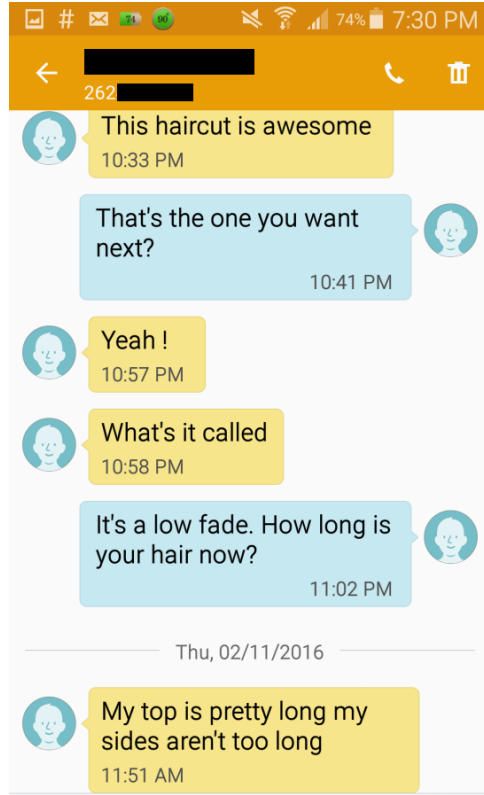 # 74 96 74% 7:30 PM
262
This haircut is awesome
10:33 PM
That's the one you want
next?
10:41 PM
Yeah !
10:57 PM
What's it called
10:58 PM
It's a low fade. How long is
your hair now?
11:02 PM
Thu, 02/11/2016
My top is pretty long my
sides aren't too long
11:51 AM